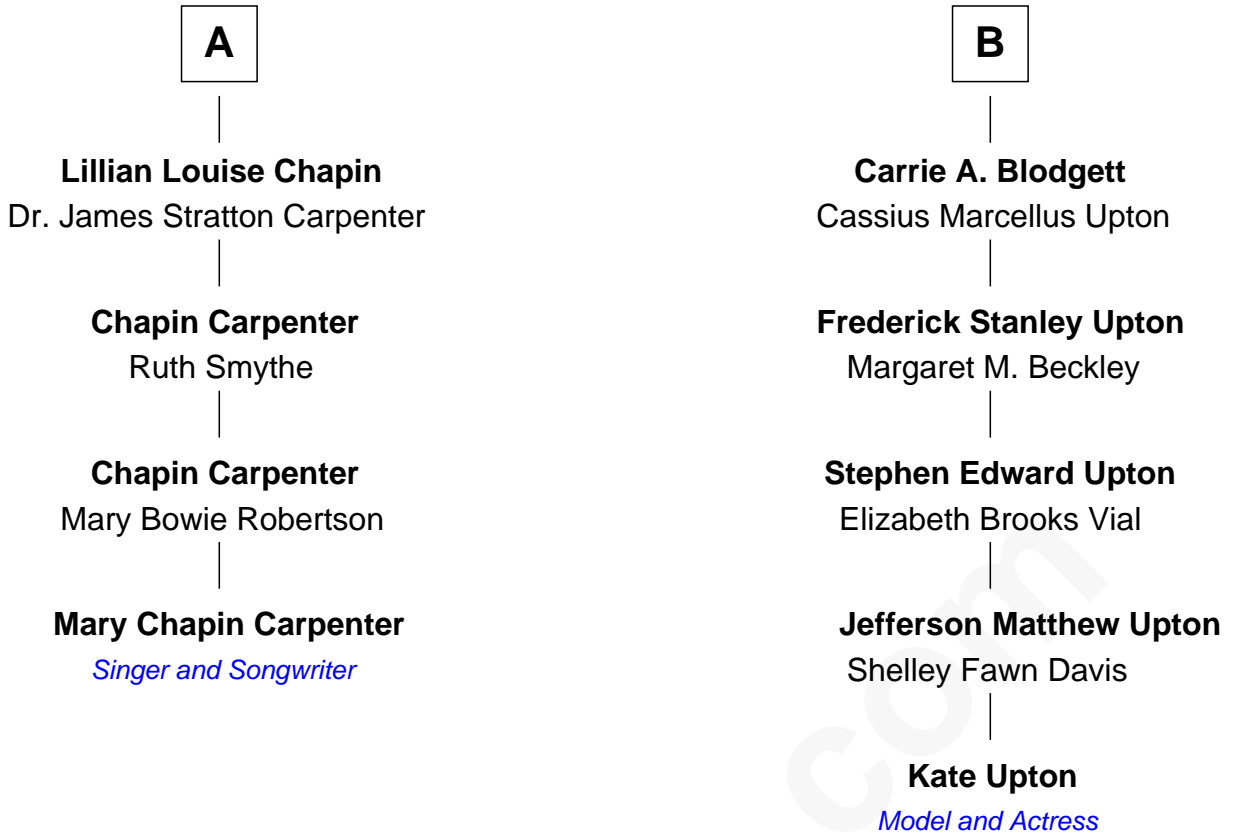 A
Lillian Louise Chapin
Dr. James Stratton Carpenter
Chapin Carpenter
Ruth Smythe
Chapin Carpenter
Mary Bowie Robertson
Mary Chapin Carpenter
Singer and Songwriter
B
Carrie A. Blodgett
Cassius Marcellus Upton
Frederick Stanley Upton
Margaret M. Beckley
Stephen Edward Upton
Elizabeth Brooks Vial
Jefferson Matthew Upton
Shelley Fawn Davis
Kate Upton
Model and Actress
com